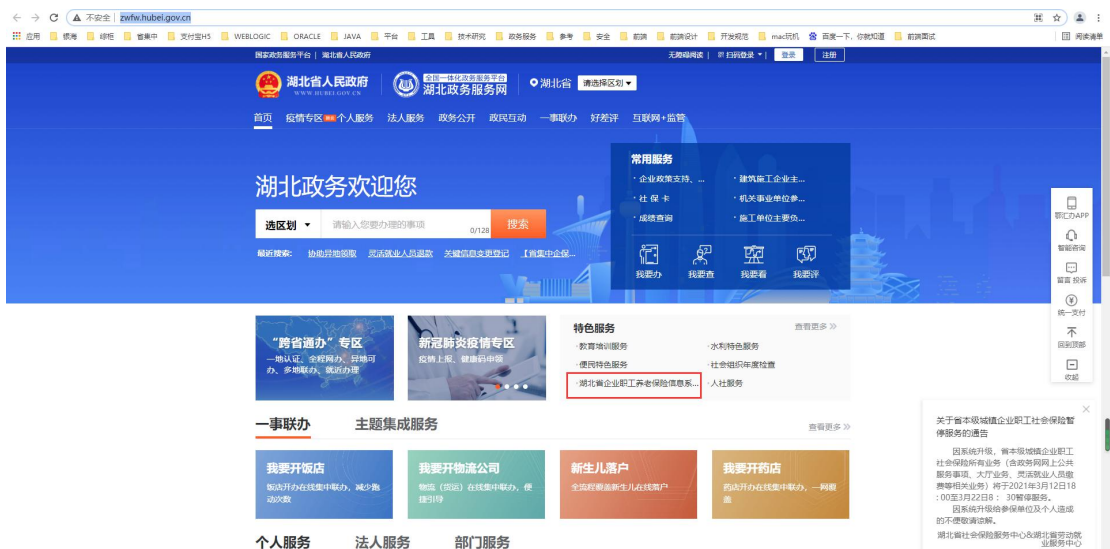 不安全 | zwfw.hubei.gov.cn
应用 银海 综柜 省集中 支付宝H5 WEBLOGIC ORACLE JAVA 平台 工具 技术研究 政务服务 参考 安全 前端 前端设计 开发规范 mac玩机 百度一下，你就知道 前端面试 阅读清单
国家政务服务平台 | 湖北省人民政府 无障碍阅读 | 扫码登录 | 登录 注册
湖北省人民政府
WWW.HUBEI.GOV.CN
全国一体化政务服务平台
湖北政务服务网
湖北省 请选择区划
首页 疫情专区 个人服务 法人服务 政务公开 政民互动 一事联办 好差评 互联网+监管
湖北政务欢迎您
选区划 请输入您要办理的事项 0/128 搜索
最近搜索： 协助异地领取 灵活就业人员退款 关键信息变更登记 【省集中企保...
常用服务
·企业政策支持、... ·建筑施工企业主...
·社 保 卡 ·机关事业单位参...
·成绩查询 ·施工单位主要负...
我要办 我要查 我要看 我要评
鄂汇办APP
智能咨询
留言 投诉
统一支付
回到顶部
收起
“跨省通办”专区
一地认证、全程网办、异地可
办、多地联办、就近办理
新冠肺炎疫情专区
疫情上报、健康码申领
特色服务 查看更多 »
·教育培训服务 ·水利特色服务
·便民特色服务 ·社会组织年度检查
·湖北省企业职工养老保险信息系... ·人社服务
一事联办 主题集成服务 查看更多 »
我要开饭店
饭店开办在线集中联办，减少跑
动次数
我要开物流公司
物流（货运）在线集中联办，便
捷引导
新生儿落户
全流程覆盖新生儿在线落户
我要开药店
药店开办在线集中联办，一网覆
盖
个人服务 法人服务 部门服务
关于省本级城镇企业职工社会保险暂
停服务的通告
因系统升级，省本级城镇企业职工
社会保险所有业务（含政务网网上公共
服务事项、大厅业务、灵活就业人员缴
费等相关业务）将于2021年3月12日18
:00至3月22日8：30暂停服务。
因系统升级给参保单位及个人造成
的不便敬请谅解。
湖北省社会保险服务中心&湖北省劳动就
业服务中心